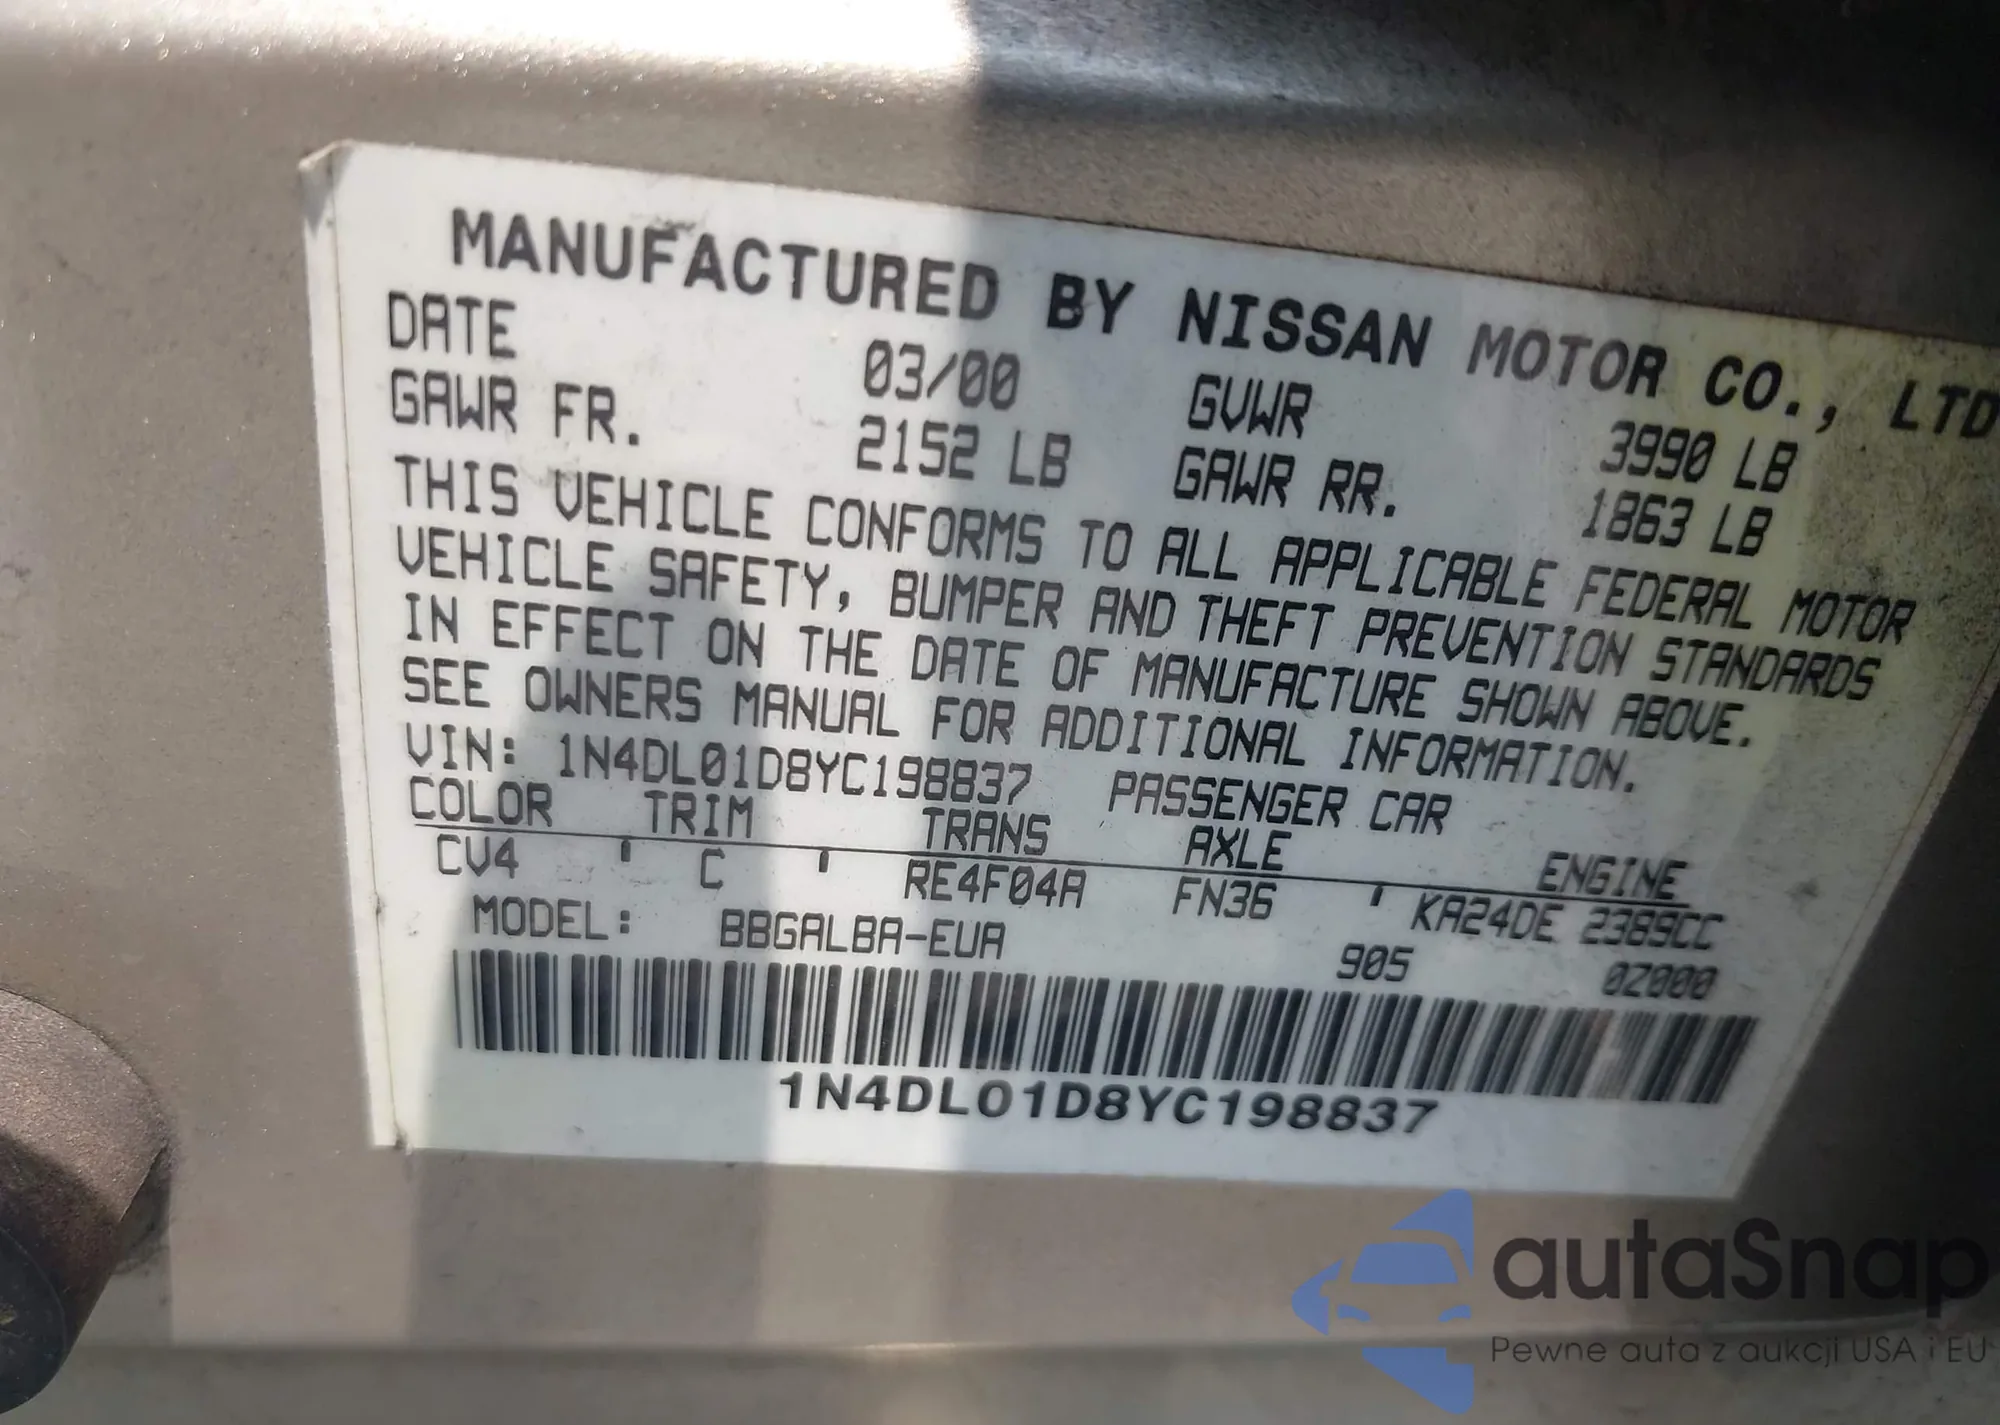 MANUFACTURED BY NISSAN MOTOR CO., LTD
DATE 03/00 GVWR 3990 LB
GAWR FR. 2152 LB GAWR RR. 1863 LB
THIS VEHICLE CONFORMS TO ALL APPLICABLE FEDERAL MOTOR
VEHICLE SAFETY, BUMPER AND THEFT PREVENTION STANDARDS
IN EFFECT ON THE DATE OF MANUFACTURE SHOWN ABOVE.
SEE OWNERS MANUAL FOR ADDITIONAL INFORMATION.
VIN: 1N4DL01D8YC198837 PASSENGER CAR
COLOR TRIM TRANS AXLE ENGINE
CV4 ' C ' RE4F04A FN36 ' KA24DE 2389CC
MODEL: BBGALBA-EUA 905 02000
1N4DL01D8YC198837
autaSnap
Pewne auta z aukcji USA i EU